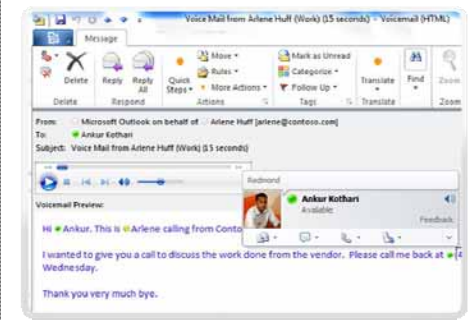 Voice Mail from Arlene Huff (Work) (15 seconds) - Voicemail (HTML)
Message
Delete
Reply
Reply All
Quick Steps
Move
Rules
More Actions
Mark as Unread
Categorize
Follow Up
Translate
Find
Zoom
Delete
Respond
Actions
Tags
Translate
Zoom
From: Microsoft Outlook on behalf of Arlene Huff [arlene@contoso.com]
To: Ankur Kothari
Subject: Voice Mail from Arlene Huff (Work) (15 seconds)
Redmond
Ankur Kothari
Available
Feedback
Voicemail Preview:
Hi Ankur. This is Arlene calling from Conto
I wanted to give you a call to discuss the work done from the vendor. Please call me back at
Wednesday.
Thank you very much bye.